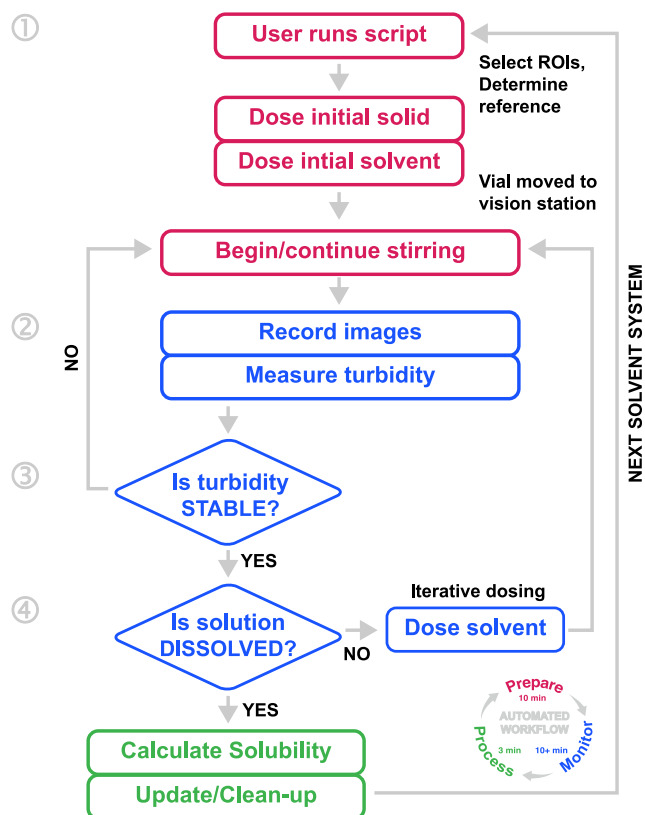 ①
User runs script
Select ROIs,
Determine
reference
Dose initial solid
Dose intial solvent
Vial moved to
vision station
Begin/continue stirring
②
Record images
Measure turbidity
NO
NEXT SOLVENT SYSTEM
③
Is turbidity
STABLE?
YES
④
Is solution
DISSOLVED?
NO
Iterative dosing
Dose solvent
YES
Calculate Solubility
Update/Clean-up
Prepare
10 min
AUTOMATED
WORKFLOW
Process
3 min
10+ min
Monitor